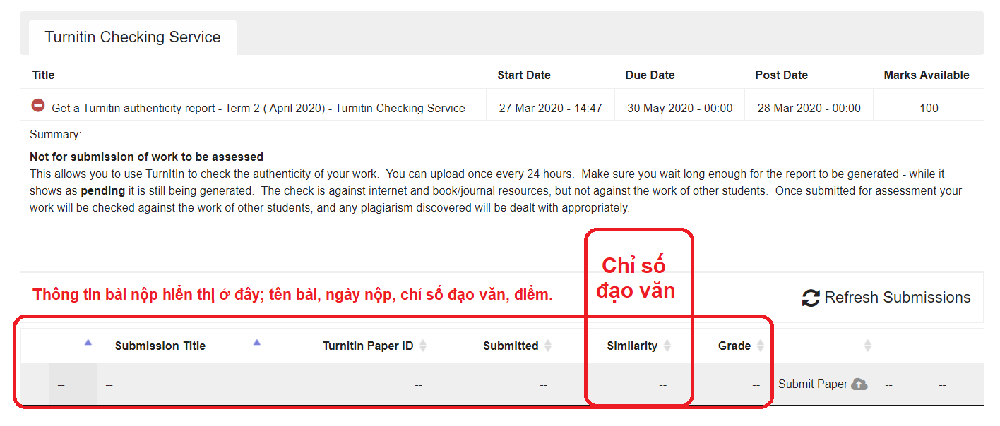 Turnitin Checking Service
Title Start Date Due Date Post Date Marks Available
Get a Turnitin authenticity report - Term 2 ( April 2020) - Turnitin Checking Service 27 Mar 2020 - 14:47 30 May 2020 - 00:00 28 Mar 2020 - 00:00 100
Summary:
Not for submission of work to be assessed
This allows you to use TurnItIn to check the authenticity of your work. You can upload once every 24 hours. Make sure you wait long enough for the report to be generated - while it
shows as pending it is still being generated. The check is against internet and book/journal resources, but not against the work of other students. Once submitted for assessment your
work will be checked against the work of other students, and any plagiarism discovered will be dealt with appropriately.
Chỉ số
đạo văn
Thông tin bài nộp hiển thị ở đây; tên bài, ngày nộp, chỉ số đạo văn, điểm.
Refresh Submissions
Submission Title Turnitin Paper ID Submitted Similarity Grade
-- -- -- -- -- -- Submit Paper -- --